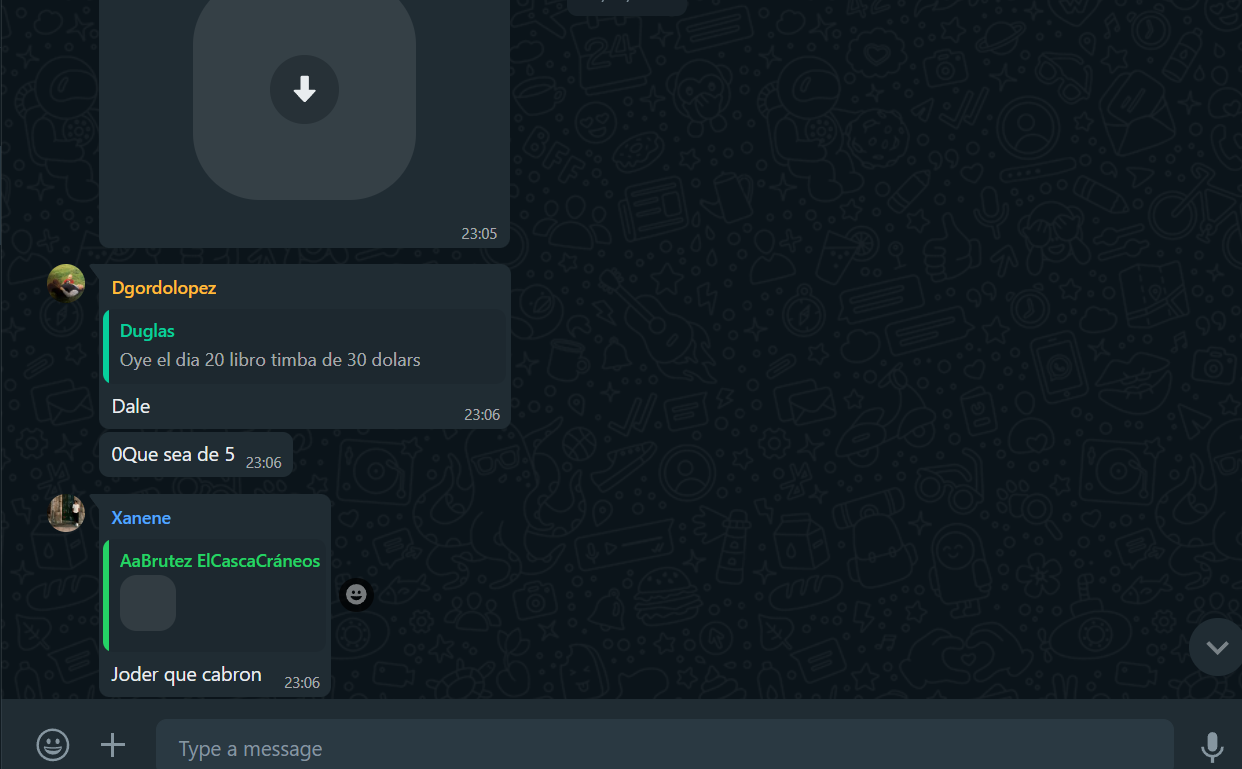 23:05
Dgordolopez
Duglas
Oye el dia 20 libro timba de 30 dolars
Dale
23:06
0Que sea de 5 23:06
Xanene
AaBrutez ElCascaCráneos
Joder que cabron 23:06
Type a message